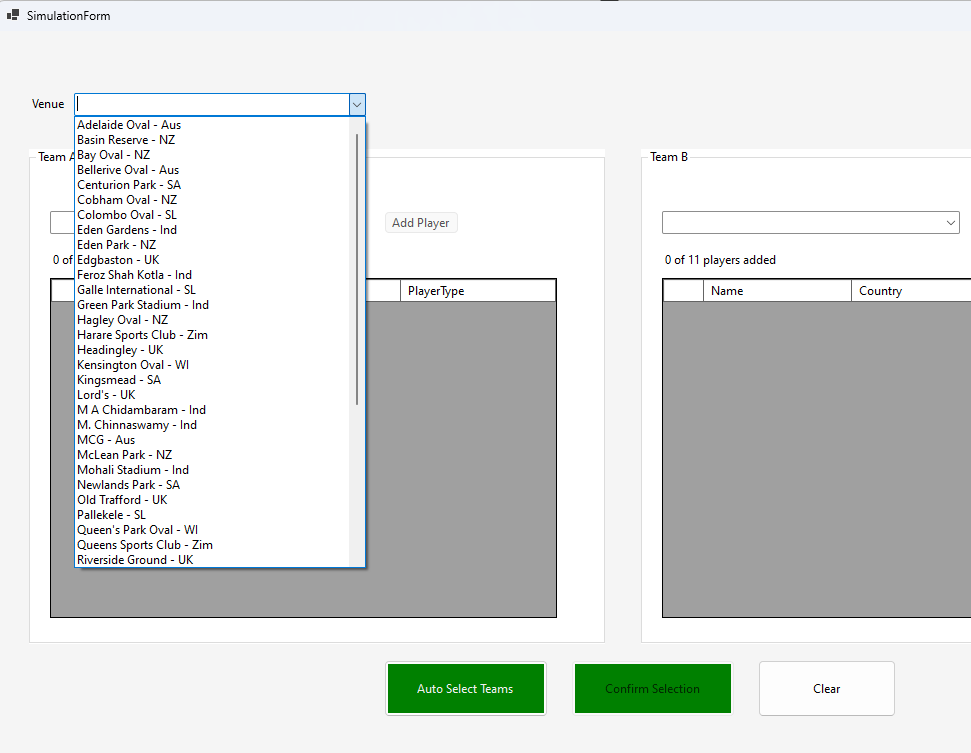 SimulationForm
Venue
Adelaide Oval - Aus
Basin Reserve - NZ
Bay Oval - NZ
Bellerive Oval - Aus
Centurion Park - SA
Cobham Oval - NZ
Colombo Oval - SL
Eden Gardens - Ind
Eden Park - NZ
Edgbaston - UK
Feroz Shah Kotla - Ind
Galle International - SL
Green Park Stadium - Ind
Hagley Oval - NZ
Harare Sports Club - Zim
Headingley - UK
Kensington Oval - WI
Kingsmead - SA
Lord's - UK
M A Chidambaram - Ind
M. Chinnaswamy - Ind
MCG - Aus
McLean Park - NZ
Mohali Stadium - Ind
Newlands Park - SA
Old Trafford - UK
Pallekele - SL
Queen's Park Oval - WI
Queens Sports Club - Zim
Riverside Ground - UK
Team A
Add Player
0 of
PlayerType
Team B
0 of 11 players added
Name Country
Auto Select Teams Confirm Selection Clear